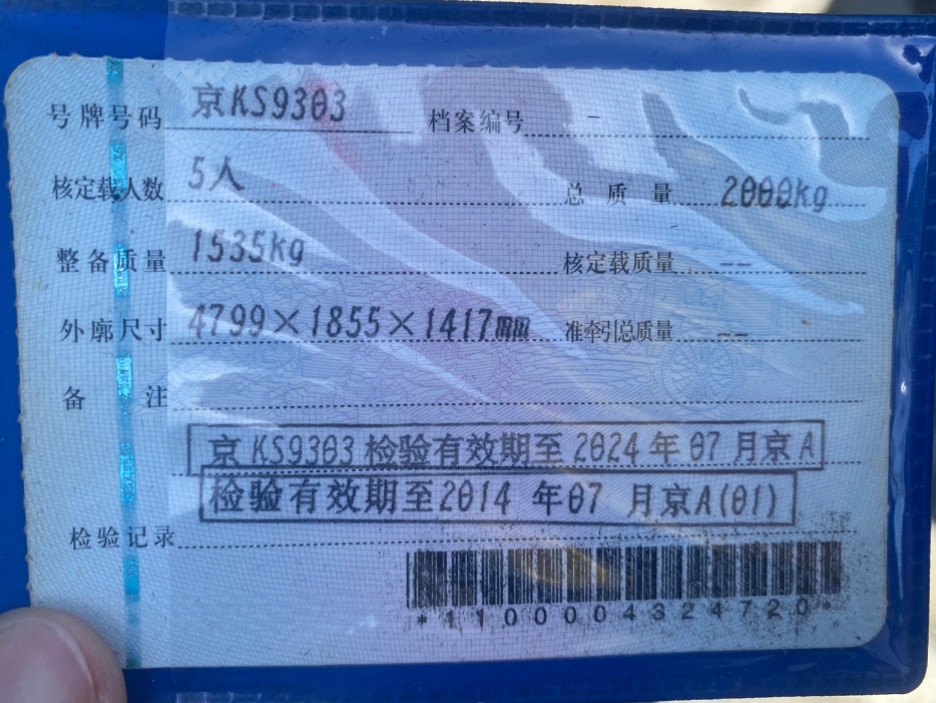 号牌号码 京KS9303 档案编号 -
核定载人数 5人 总质量 2000kg
整备质量 1535kg 核定载质量 --
外廓尺寸 4799×1855×1417mm 准牵引总质量 --
备注
京KS9303检验有效期至2024年07月京A
检验有效期至2014年07月京A(01)
检验记录
*1100004324720*